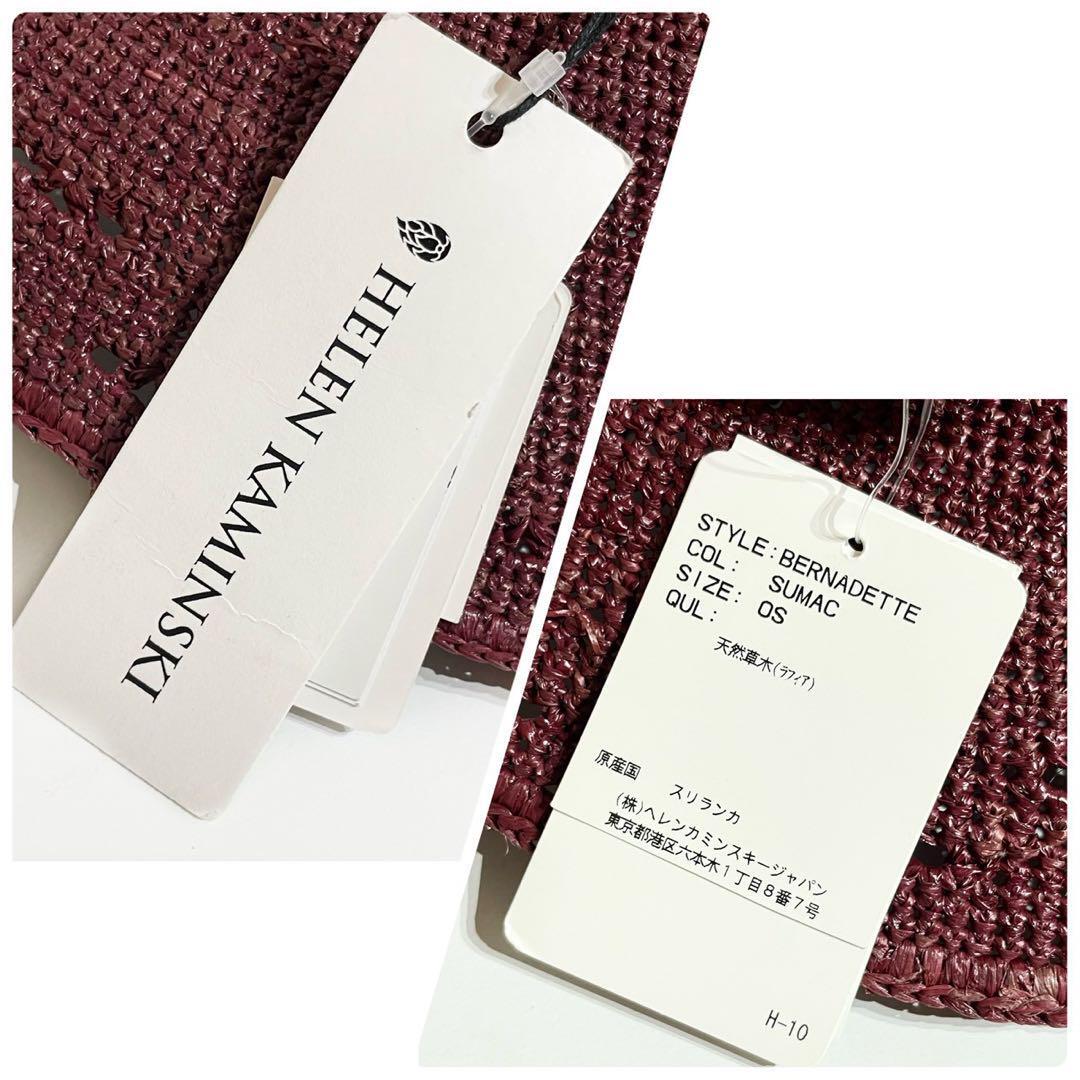 HELEN KAMINSKI
STYLE:BERNADETTE
COL: SUMAC
SIZE: OS
QUL:
天然草木(ラフィア)
原産国 スリランカ
(株)ヘレンカミンスキージャパン
東京都港区六本木1丁目8番7号
H-10